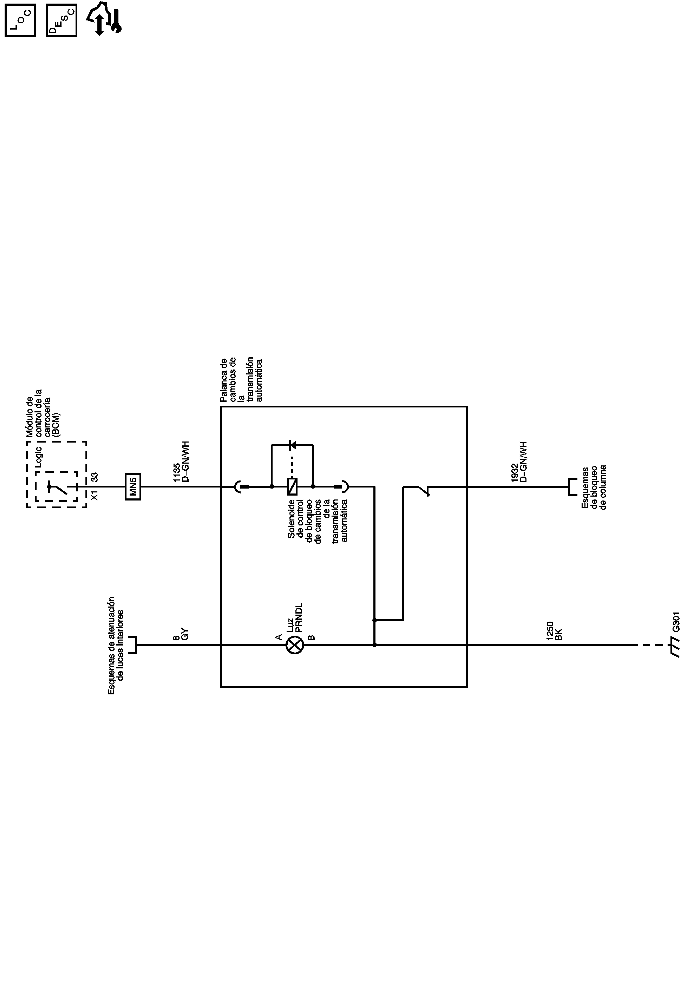 LOC
DESC
Módulo de
control de la
carrocería
(BCM)
Logic
33
X1
MN5
1135
D-GN/WH
Palanca de
cambios de
la
transmisión
automática
Solenoide
de control
de bloqueo
de cambios
de la
transmisión
automática
1932
D-GN/WH
Esquemas
de bloqueo
de columna
Esquemas de atenuación
de luces interiores
8
GY
A
Luz
PRNDL
B
1250
BK
G301